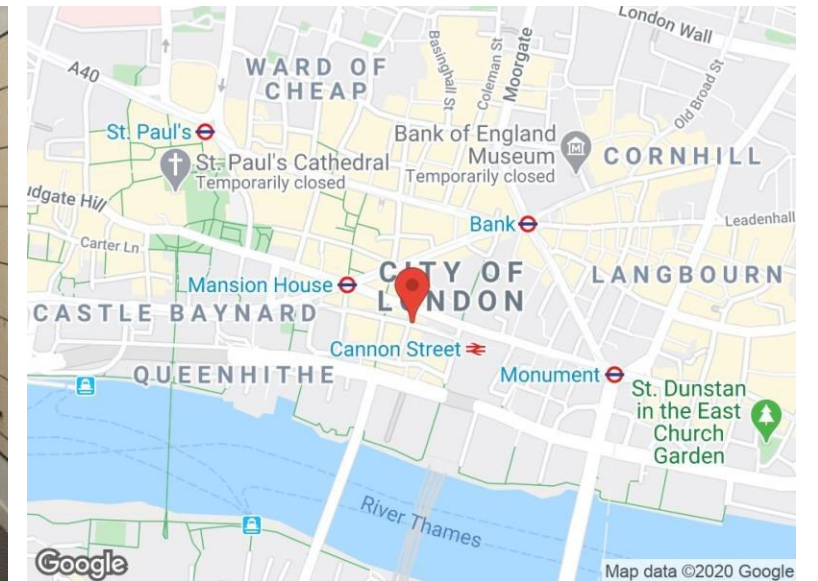 London Wall
A40
WARD OF
CHEAP
Basinghall St
Coleman St
Moorgate
Old Broad St
St. Paul's
Bank of England
Museum
Temporarily closed
CORNHILL
St. Paul's Cathedral
Temporarily closed
udgate Hill
Carter Ln
Bank
Leadenhall
Mansion House
CITY OF
LONDON
LANGBOURN
CASTLE BAYNARD
Cannon Street
QUEENHITHE
Monument
St. Dunstan
in the East
Church
Garden
River Thames
Google
Map data ©2020 Google